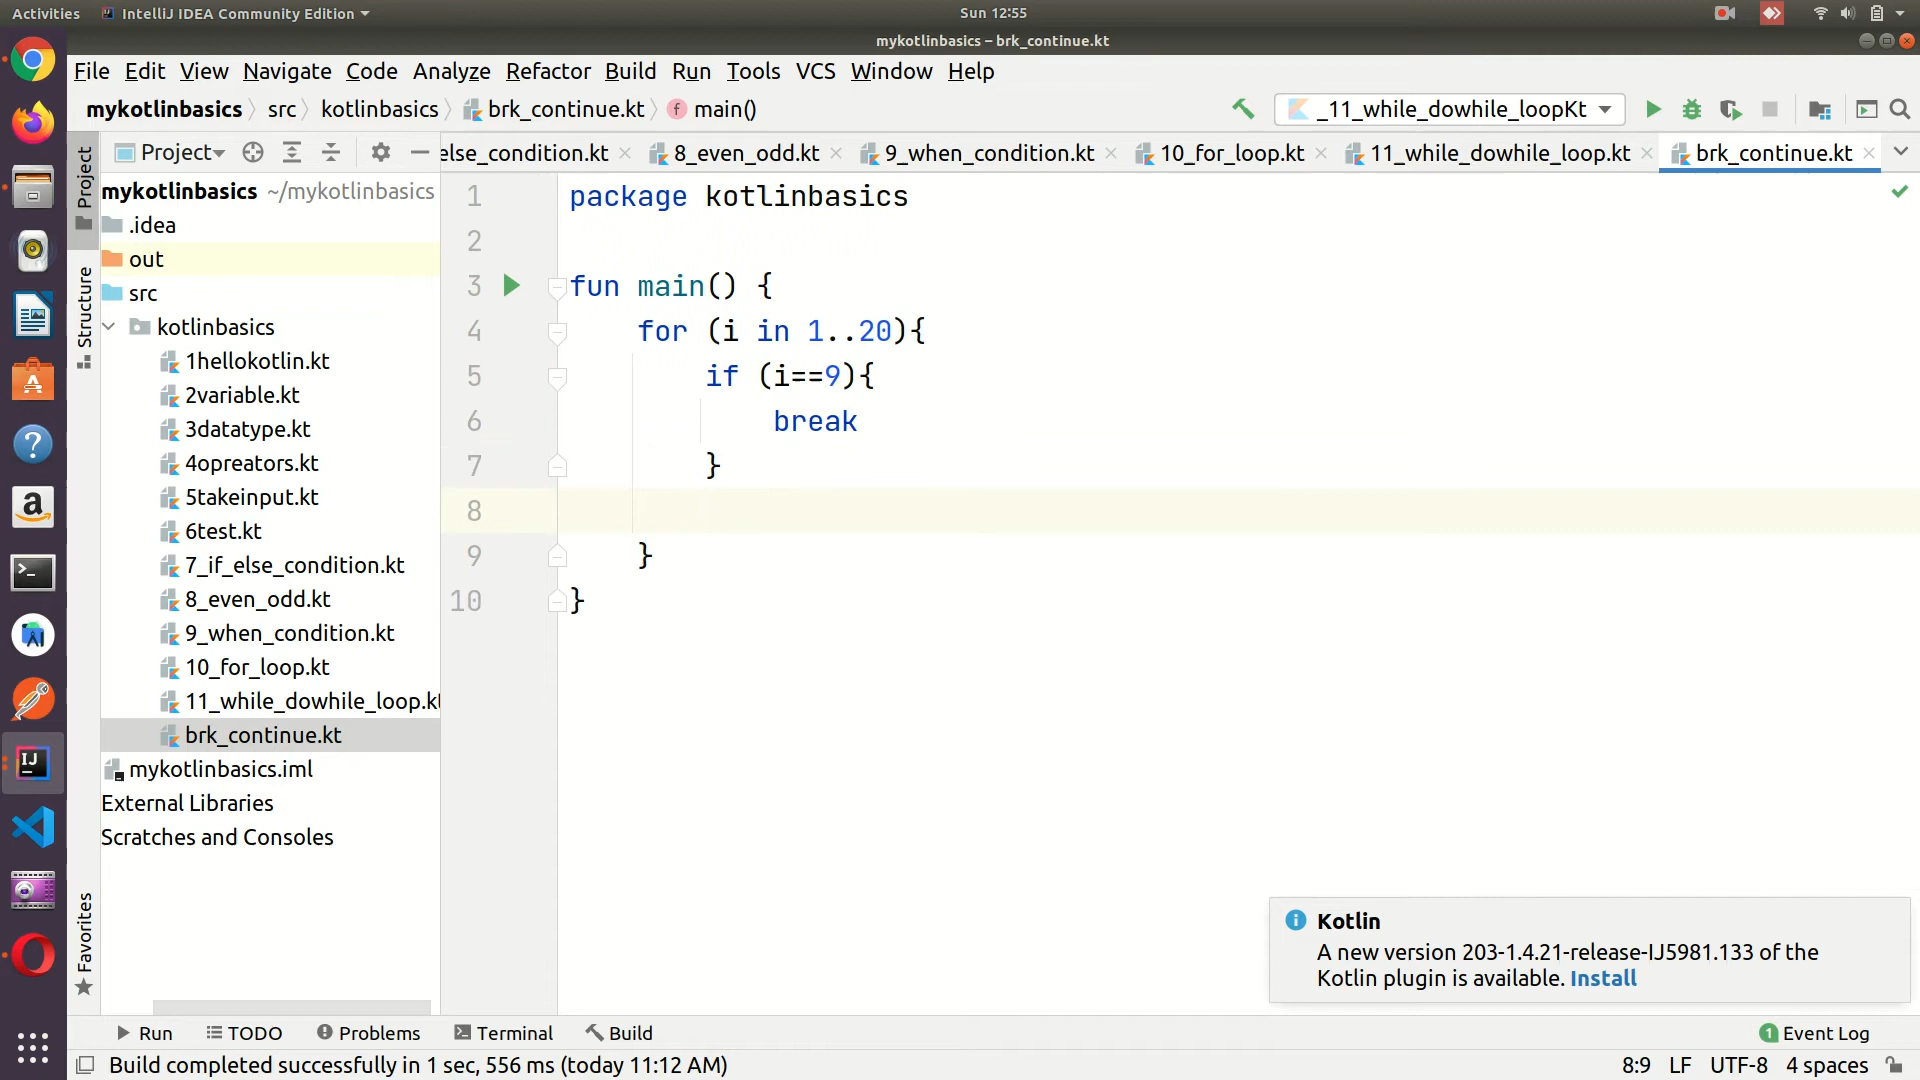 Activities IntelliJ IDEA Community Edition Sun 12:55
mykotlinbasics – brk_continue.kt
File Edit View Navigate Code Analyze Refactor Build Run Tools VCS Window Help
mykotlinbasics src kotlinbasics brk_continue.kt f main() _11_while_dowhile_loopKt
Project else_condition.kt 8_even_odd.kt 9_when_condition.kt 10_for_loop.kt 11_while_dowhile_loop.kt brk_continue.kt
Project
Structure
Favorites
mykotlinbasics ~/mykotlinbasics
.idea
out
src
kotlinbasics
1hellokotlin.kt
2variable.kt
3datatype.kt
4opreators.kt
5takeinput.kt
6test.kt
7_if_else_condition.kt
8_even_odd.kt
9_when_condition.kt
10_for_loop.kt
11_while_dowhile_loop.kt
brk_continue.kt
mykotlinbasics.iml
External Libraries
Scratches and Consoles
1 package kotlinbasics
2
3 fun main() {
4 for (i in 1..20){
5 if (i==9){
6 break
7 }
8
9 }
10 }
Kotlin
A new version 203-1.4.21-release-IJ5981.133 of the
Kotlin plugin is available. Install
Run TODO Problems Terminal Build 1 Event Log
Build completed successfully in 1 sec, 556 ms (today 11:12 AM) 8:9 LF UTF-8 4 spaces